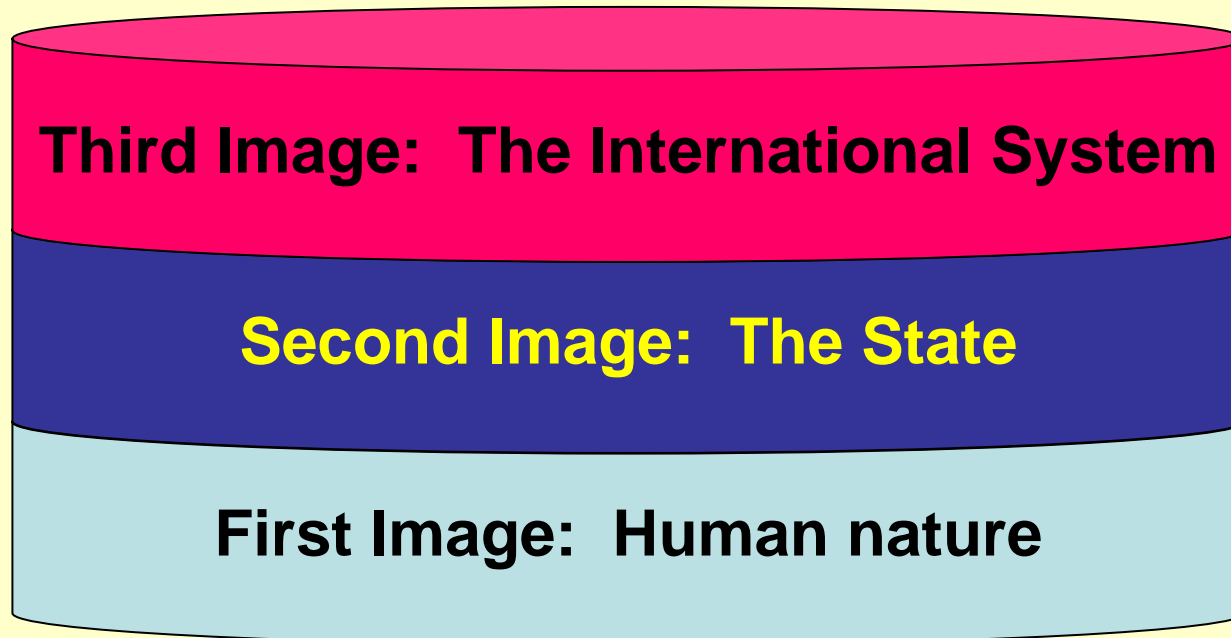 Third Image:  The International System
Second Image:  The State
First Image:  Human nature